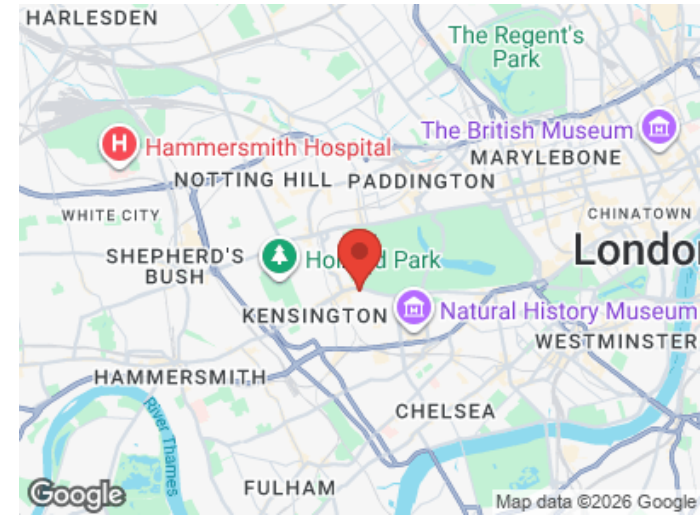 HARLESDEN
The Regent's
Park
The British Museum
H
Hammersmith Hospital
MARYLEBONE
NOTTING HILL
PADDINGTON
WHITE CITY
CHINATOWN
SHEPHERD'S
BUSH
Park
KENSINGTON
Natural History Museum
WESTMINSTER
HAMMERSMITH
CHELSEA
River Thames
FULHAM
Google
Map data ©2026 Google